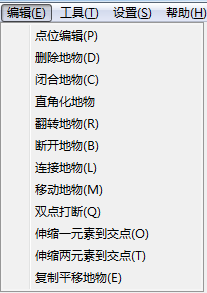 编辑(E) 工具(T) 设置(S) 帮助(H)
点位编辑(P)
删除地物(D)
闭合地物(C)
直角化地物
翻转地物(R)
断开地物(B)
连接地物(L)
移动地物(M)
双点打断(Q)
伸缩一元素到交点(O)
伸缩两元素到交点(T)
复制平移地物(E)